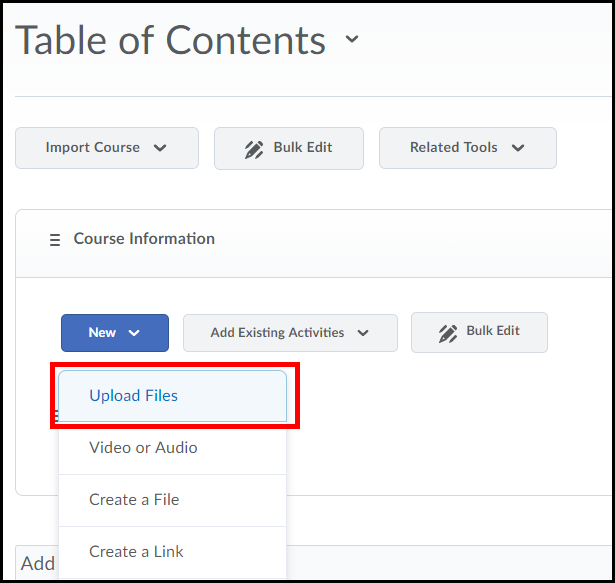 Table of Contents
Import Course
Bulk Edit
Related Tools
Course Information
New
Add Existing Activities
Bulk Edit
Upload Files
Video or Audio
Create a File
Create a Link
Add